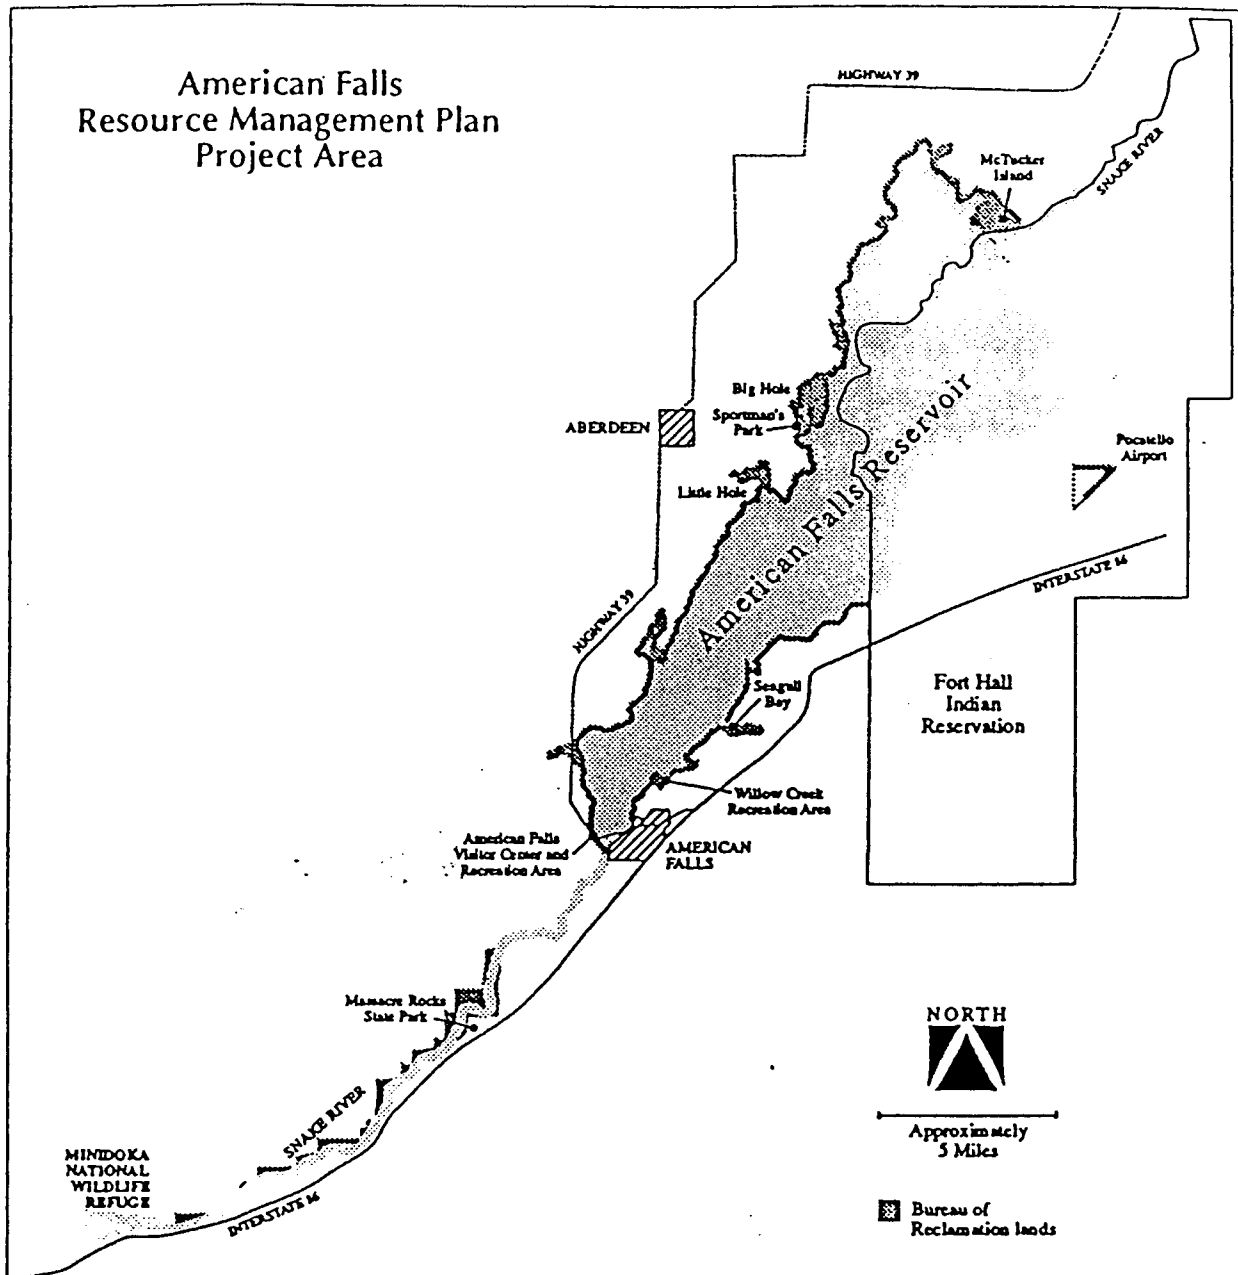 American Falls
Resource Management Plan
Project Area
HIGHWAY 39
McTucker
Island
SNAKE RIVER
Big Hole
Sportman's
Park
ABERDEEN
Pocatello
Airport
Little Hole
American Falls Reservoir
INTERSTATE 86
HIGHWAY 39
Seagull
Bay
Fort Hall
Indian
Reservation
Willow Creek
Recreation Area
American Falls
Visitor Center and
Recreation Area
AMERICAN
FALLS
Massacre Rocks
State Park
NORTH
SNAKE RIVER
Approximately
5 Miles
MINIDOKA
NATIONAL
WILDLIFE
REFUGE
INTERSTATE 86
Bureau of
Reclamation lands